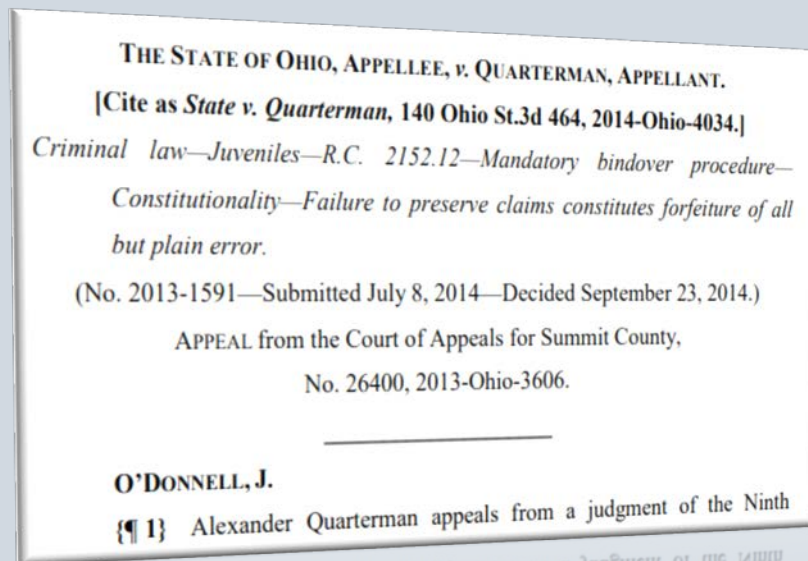 THE STATE OF OHIO, APPELLEE, v. QUARTERMAN, APPELLANT.
[Cite as State v. Quarterman, 140 Ohio St.3d 464, 2014-Ohio-4034.]
Criminal law—Juveniles—R.C. 2152.12—Mandatory bindover procedure—
Constitutionality—Failure to preserve claims constitutes forfeiture of all
but plain error.
(No. 2013-1591—Submitted July 8, 2014—Decided September 23, 2014.)
APPEAL from the Court of Appeals for Summit County,
No. 26400, 2013-Ohio-3606.
O'DONNELL, J.
{¶ 1} Alexander Quarterman appeals from a judgment of the Ninth